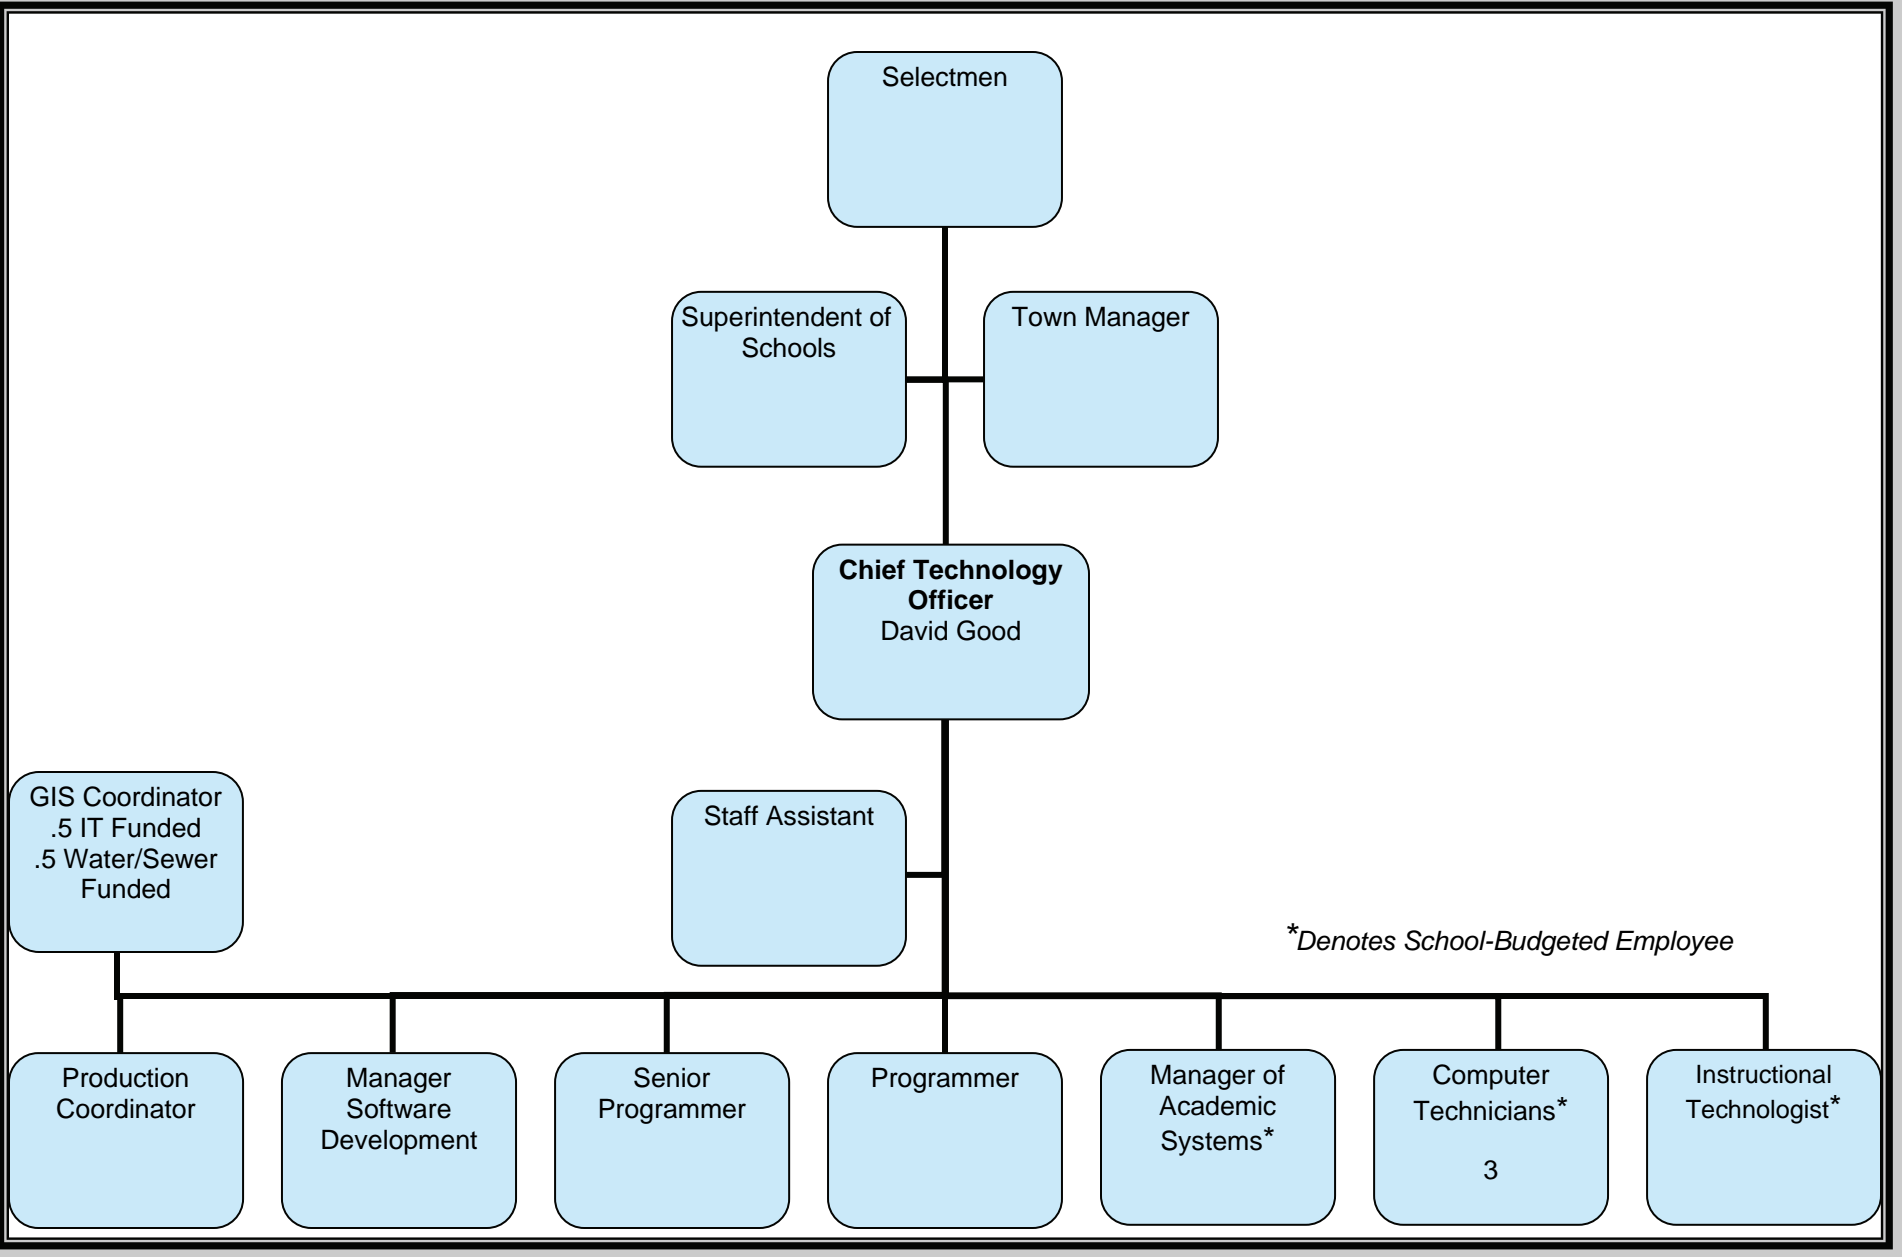 Selectmen
Superintendent of
Schools
Town Manager
Chief Technology
Officer
David Good
GIS Coordinator
.5 IT Funded
.5 Water/Sewer
Funded
Staff Assistant
*Denotes School-Budgeted Employee
Production
Coordinator
Manager
Software
Development
Senior
Programmer
Programmer
Manager of
Academic
Systems*
Computer
Technicians*
3
Instructional
Technologist*